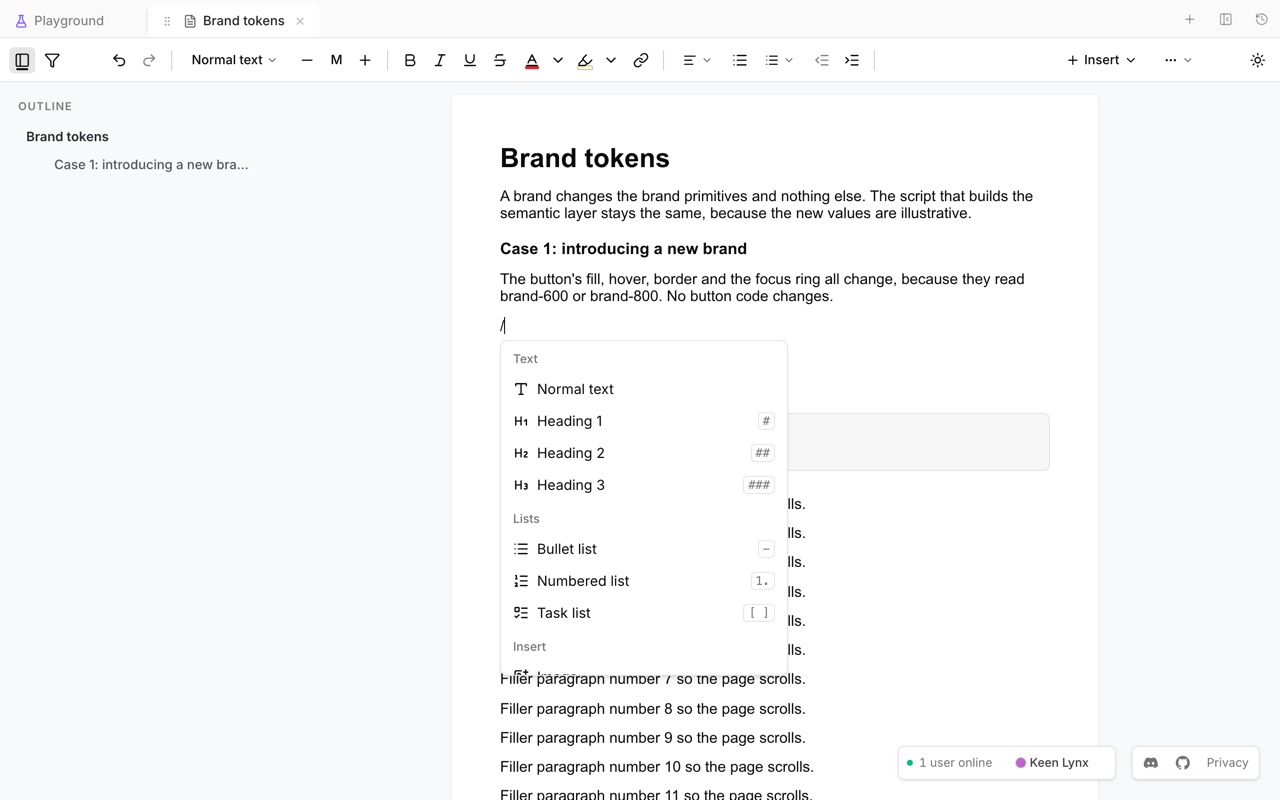 Playground
Brand tokens
Normal text
M
B
I
U
S
A
Insert
OUTLINE
Brand tokens
Case 1: introducing a new bra...
Brand tokens
A brand changes the brand primitives and nothing else. The script that builds the
semantic layer stays the same, because the new values are illustrative.
Case 1: introducing a new brand
The button's fill, hover, border and the focus ring all change, because they read
brand-600 or brand-800. No button code changes.
/
Text
Normal text
H1 Heading 1 #
H2 Heading 2 ##
H3 Heading 3 ###
Lists
Bullet list –
Numbered list 1.
Task list [ ]
Insert
lls.
lls.
lls.
lls.
lls.
lls.
Filler paragraph number 7 so the page scrolls.
Filler paragraph number 8 so the page scrolls.
Filler paragraph number 9 so the page scrolls.
Filler paragraph number 10 so the page scrolls.
Filler paragraph number 11 so the page scrolls.
1 user online Keen Lynx
Privacy